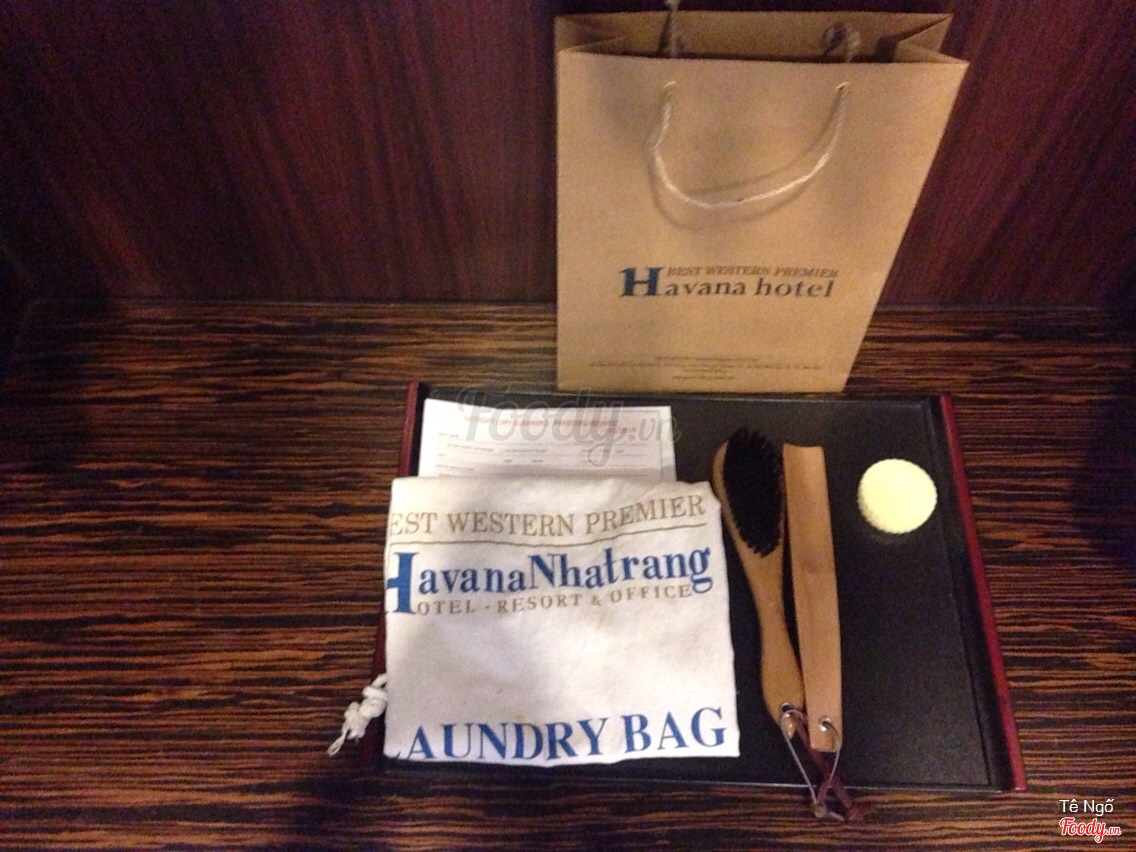 BEST WESTERN PREMIER
Havana hotel
Foody.vn
EST WESTERN PREMIER
HavanaNhatrang
OTEL - RESORT & OFFICE
LAUNDRY BAG
Tê Ngố
Foody.vn